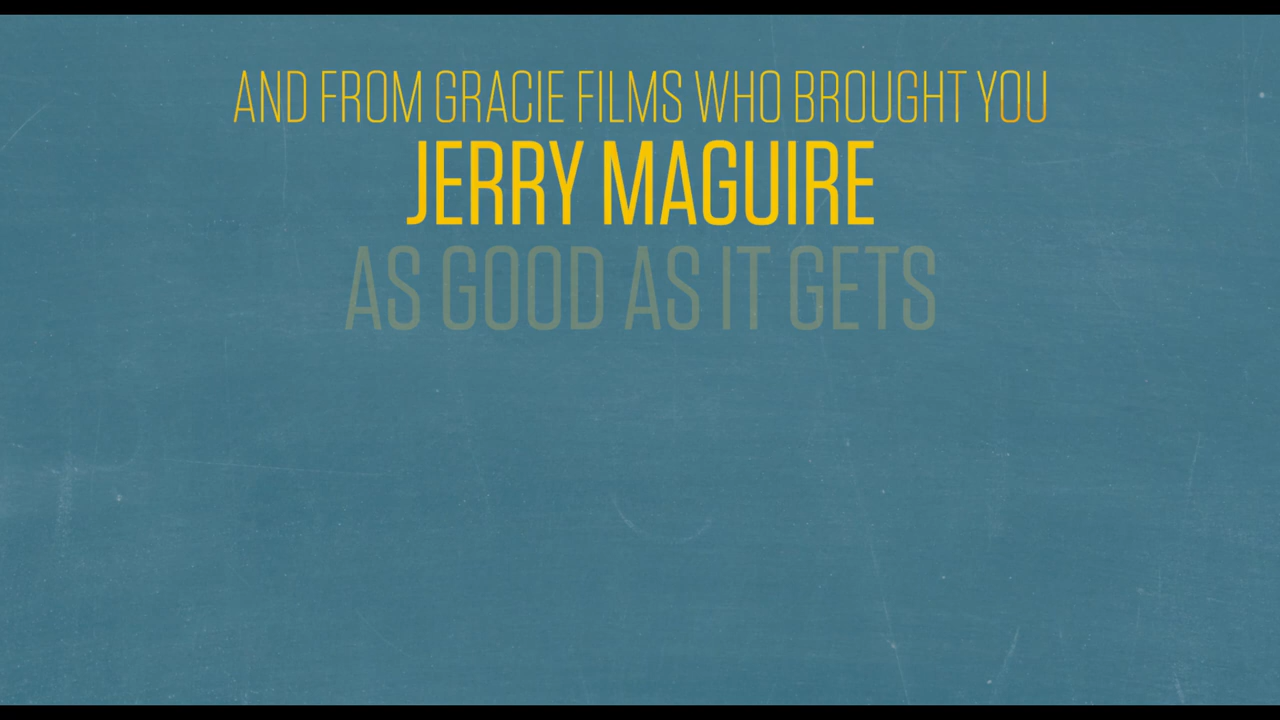 AND FROM GRACIE FILMS WHO BROUGHT YOU
JERRY MAGUIRE
AS GOOD AS IT GETS